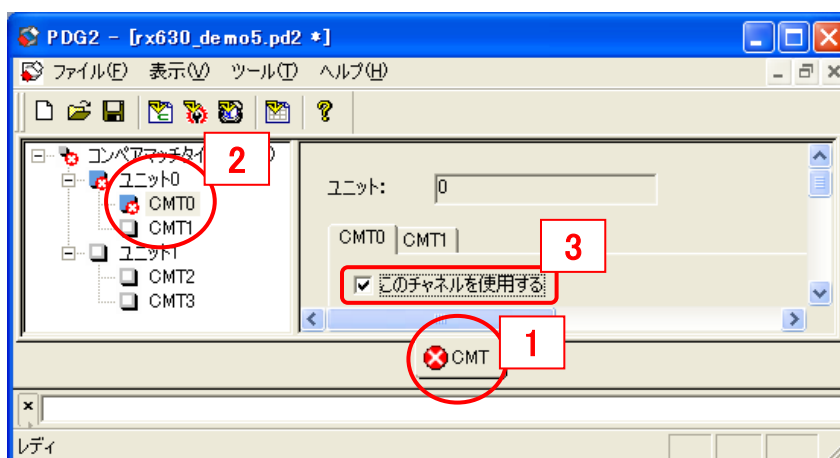 PDG2 - [rx630_demo5.pd2 *]
ファイル(F) 表示(V) ツール(T) ヘルプ(H)
コンペアマッチタイ
2
ユニット0
CMT0
CMT1
ユニット1
CMT2
CMT3
ユニット: 0
CMT0 CMT1
3
このチャネルを使用する
CMT
1
レディ